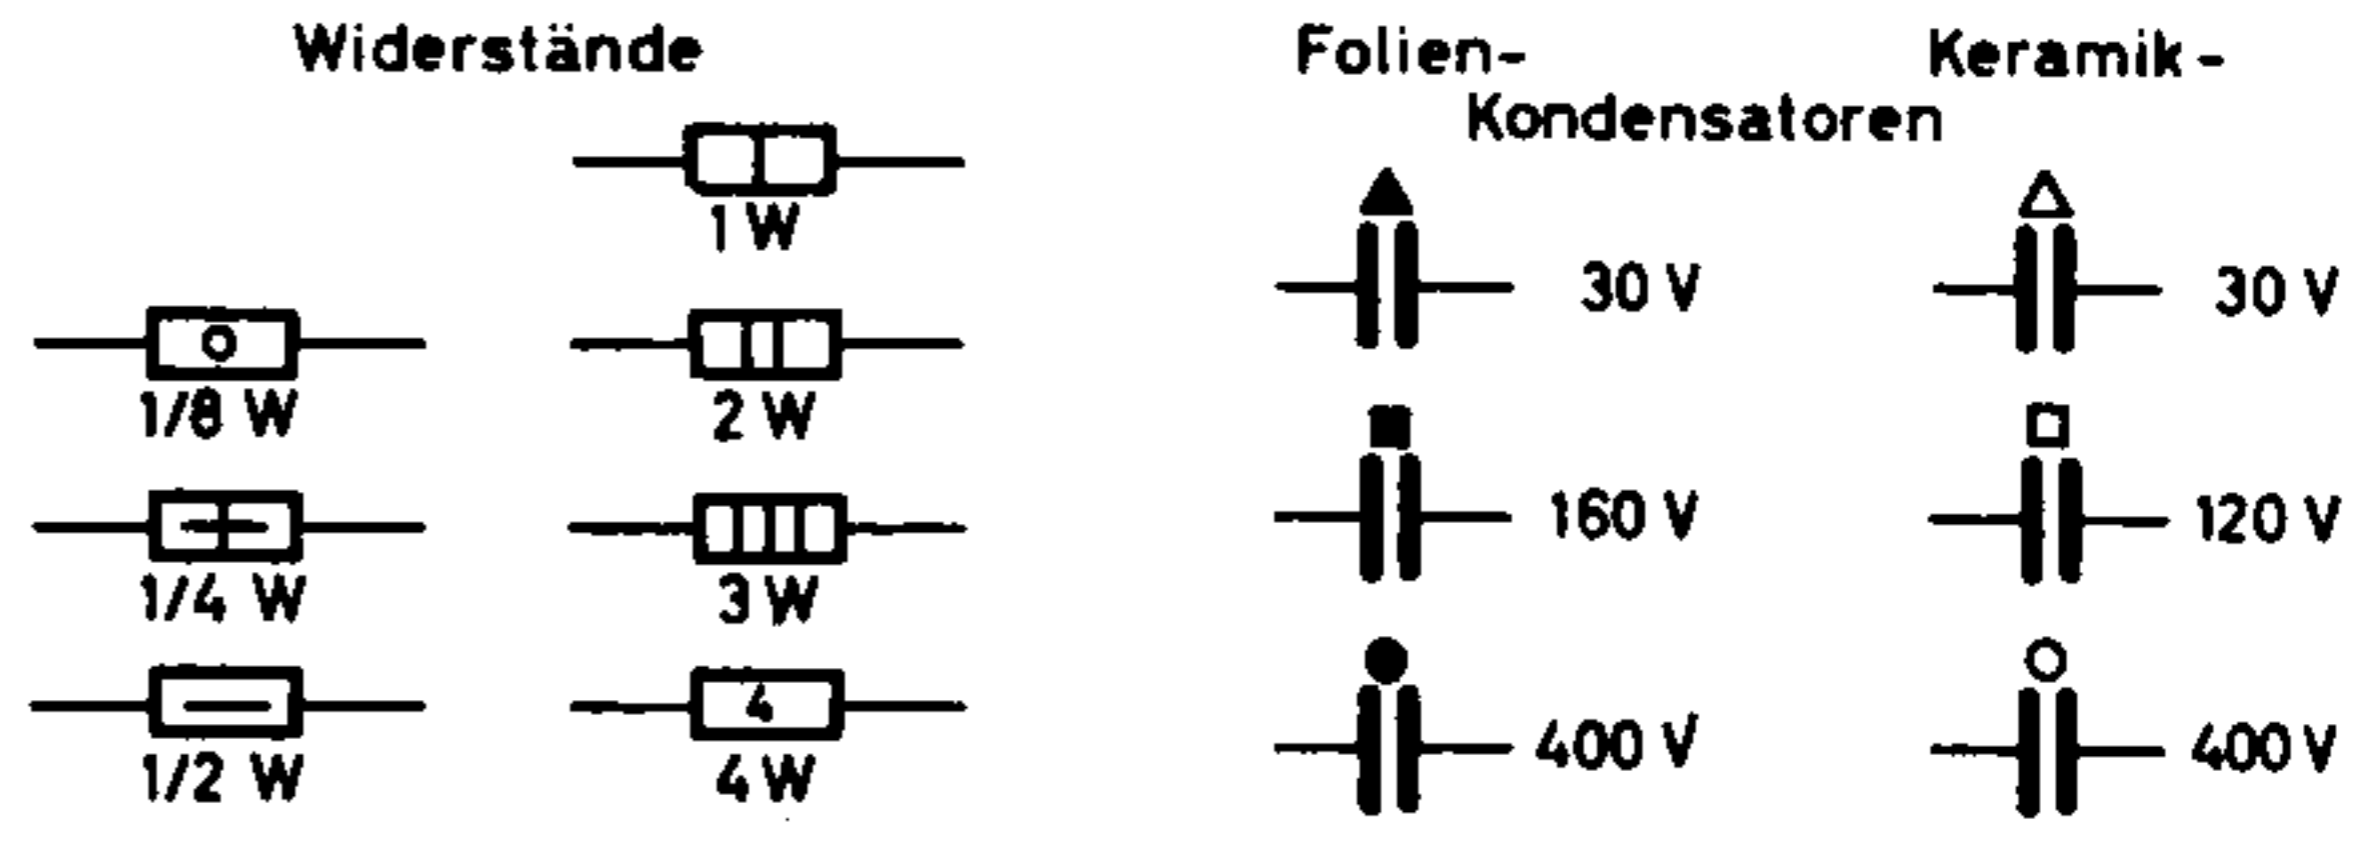 Widerstände
1 W
1/8 W
2 W
1/4 W
3 W
4
1/2 W
4 W
Folien- Keramik-
Kondensatoren
30 V 30 V
160 V 120 V
400 V 400 V